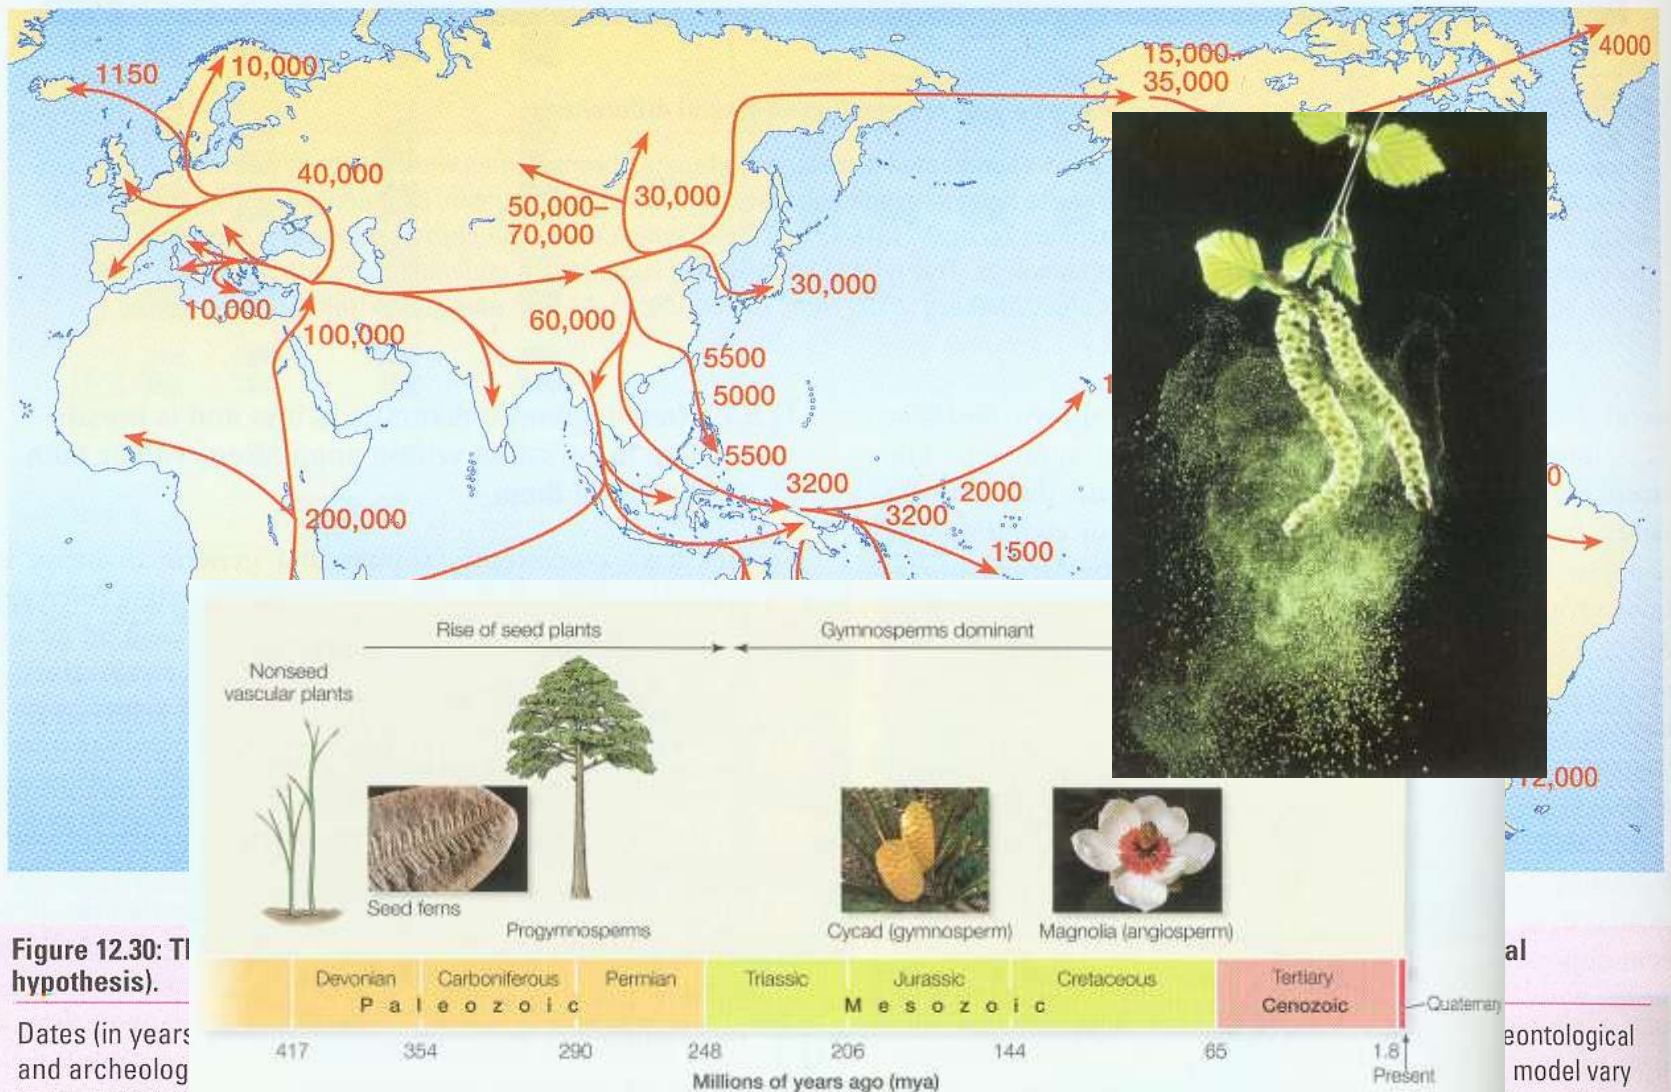 1150
10,000
15,000–
35,000
4000
40,000
50,000–
70,000
30,000
30,000
10,000
100,000
60,000
5500
5000
5500
3200
2000
3200
1500
200,000
12,000
Rise of seed plants
Gymnosperms dominant
Nonseed
vascular plants
Seed ferns
Progymnosperms
Cycad (gymnosperm)
Magnolia (angiosperm)
Devonian
Carboniferous
Permian
Triassic
Jurassic
Cretaceous
Tertiary
Paleozoic
Mesozoic
Cenozoic
Quaternary
417
354
290
248
206
144
65
1.8
Present
Millions of years ago (mya)
Figure 12.30:
al
hypothesis).
Dates (in years
eontological
and archeolog
model vary